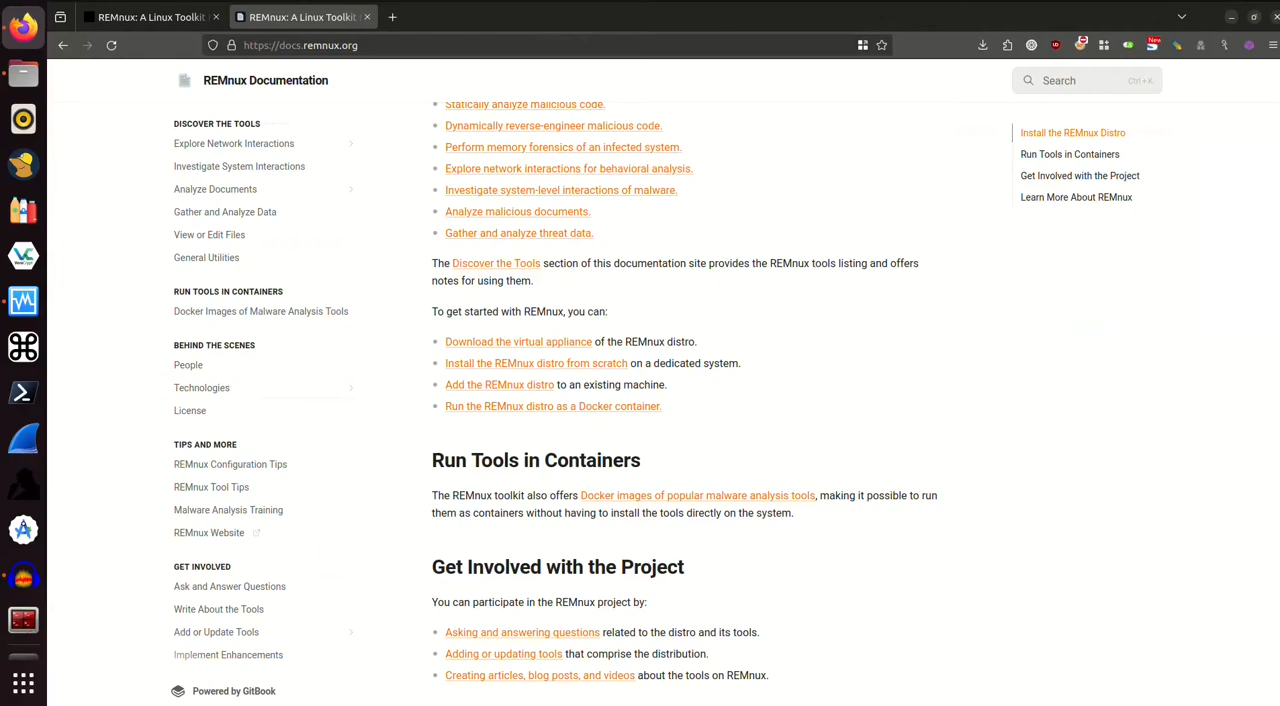 REMnux: A Linux Toolkit
REMnux: A Linux Toolkit
https://docs.remnux.org
New
REMnux Documentation
Search
Ctrl+K
DISCOVER THE TOOLS
Explore Network Interactions
Investigate System Interactions
Analyze Documents
Gather and Analyze Data
View or Edit Files
General Utilities
RUN TOOLS IN CONTAINERS
Docker Images of Malware Analysis Tools
BEHIND THE SCENES
People
Technologies
License
TIPS AND MORE
REMnux Configuration Tips
REMnux Tool Tips
Malware Analysis Training
REMnux Website
GET INVOLVED
Ask and Answer Questions
Write About the Tools
Add or Update Tools
Implement Enhancements
Powered by GitBook
Statically analyze malicious code.
Dynamically reverse-engineer malicious code.
Perform memory forensics of an infected system.
Explore network interactions for behavioral analysis.
Investigate system-level interactions of malware.
Analyze malicious documents.
Gather and analyze threat data.
The Discover the Tools section of this documentation site provides the REMnux tools listing and offers
notes for using them.
To get started with REMnux, you can:
Download the virtual appliance of the REMnux distro.
Install the REMnux distro from scratch on a dedicated system.
Add the REMnux distro to an existing machine.
Run the REMnux distro as a Docker container.
Run Tools in Containers
The REMnux toolkit also offers Docker images of popular malware analysis tools, making it possible to run
them as containers without having to install the tools directly on the system.
Get Involved with the Project
You can participate in the REMnux project by:
Asking and answering questions related to the distro and its tools.
Adding or updating tools that comprise the distribution.
Creating articles, blog posts, and videos about the tools on REMnux.
Install the REMnux Distro
Run Tools in Containers
Get Involved with the Project
Learn More About REMnux